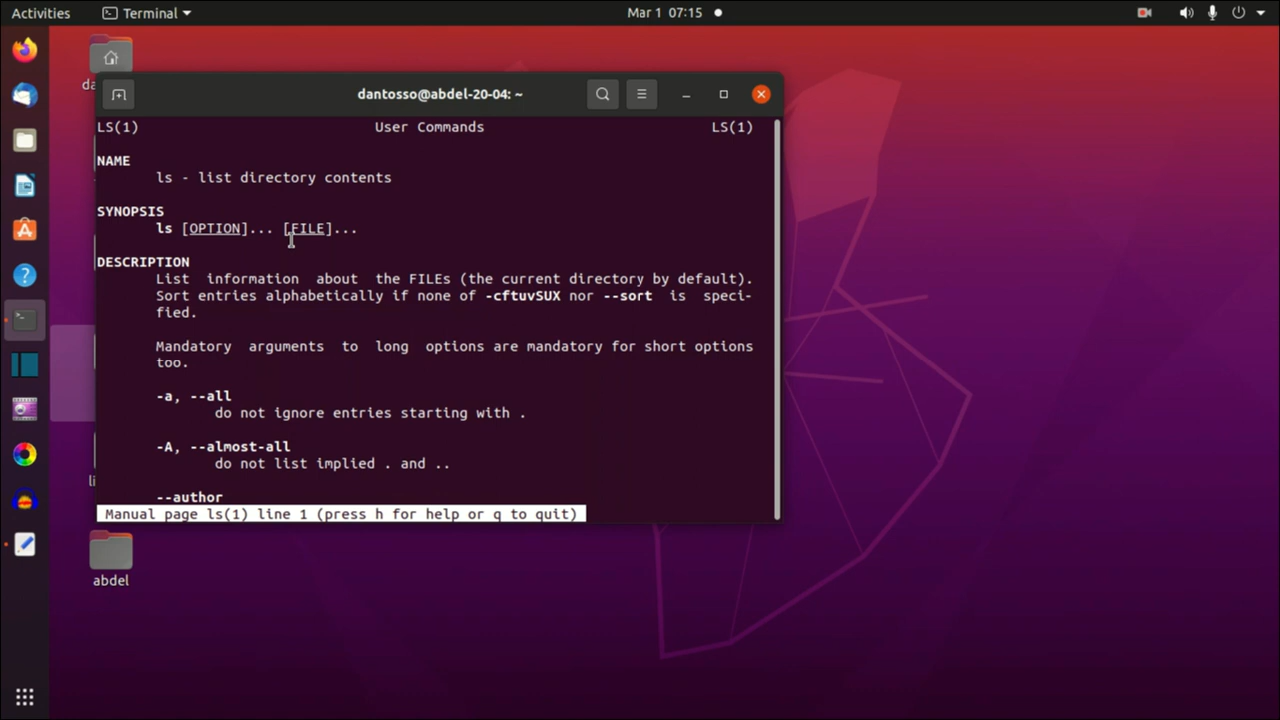 Activities Terminal Mar 1 07:15
dantosso@abdel-20-04: ~
LS(1) User Commands LS(1)
NAME
ls - list directory contents
SYNOPSIS
ls [OPTION]... [FILE]...
DESCRIPTION
List information about the FILEs (the current directory by default).
Sort entries alphabetically if none of -cftuvSUX nor --sort is speci-
fied.
Mandatory arguments to long options are mandatory for short options
too.
-a, --all
do not ignore entries starting with .
-A, --almost-all
do not list implied . and ..
--author
Manual page ls(1) line 1 (press h for help or q to quit)
abdel